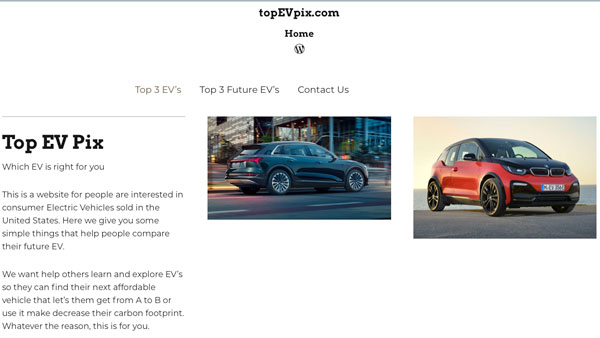 topEVpix.com
Home
Top 3 EV's
Top 3 Future EV's
Contact Us
Top EV Pix
Which EV is right for you
This is a website for people are interested in
consumer Electric Vehicles sold in the
United States. Here we give you some
simple things that help people compare
their future EV.
We want help others learn and explore EV's
so they can find their next affordable
vehicle that let's them get from A to B or
use it make decrease their carbon footprint.
Whatever the reason, this is for you.